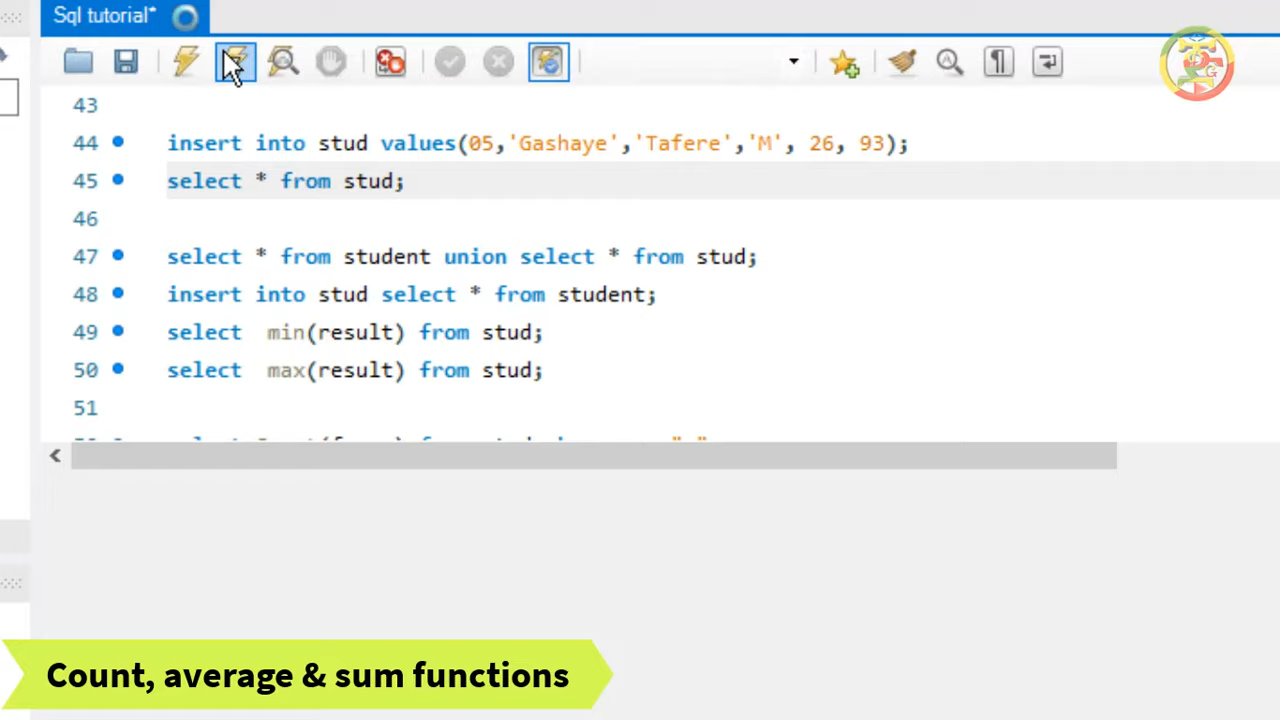 Sql tutorial*
43
44 insert into stud values(05,'Gashaye','Tafere','M', 26, 93);
45 select * from stud;
46
47 select * from student union select * from stud;
48 insert into stud select * from student;
49 select  min(result) from stud;
50 select  max(result) from stud;
51
Count, average & sum functions